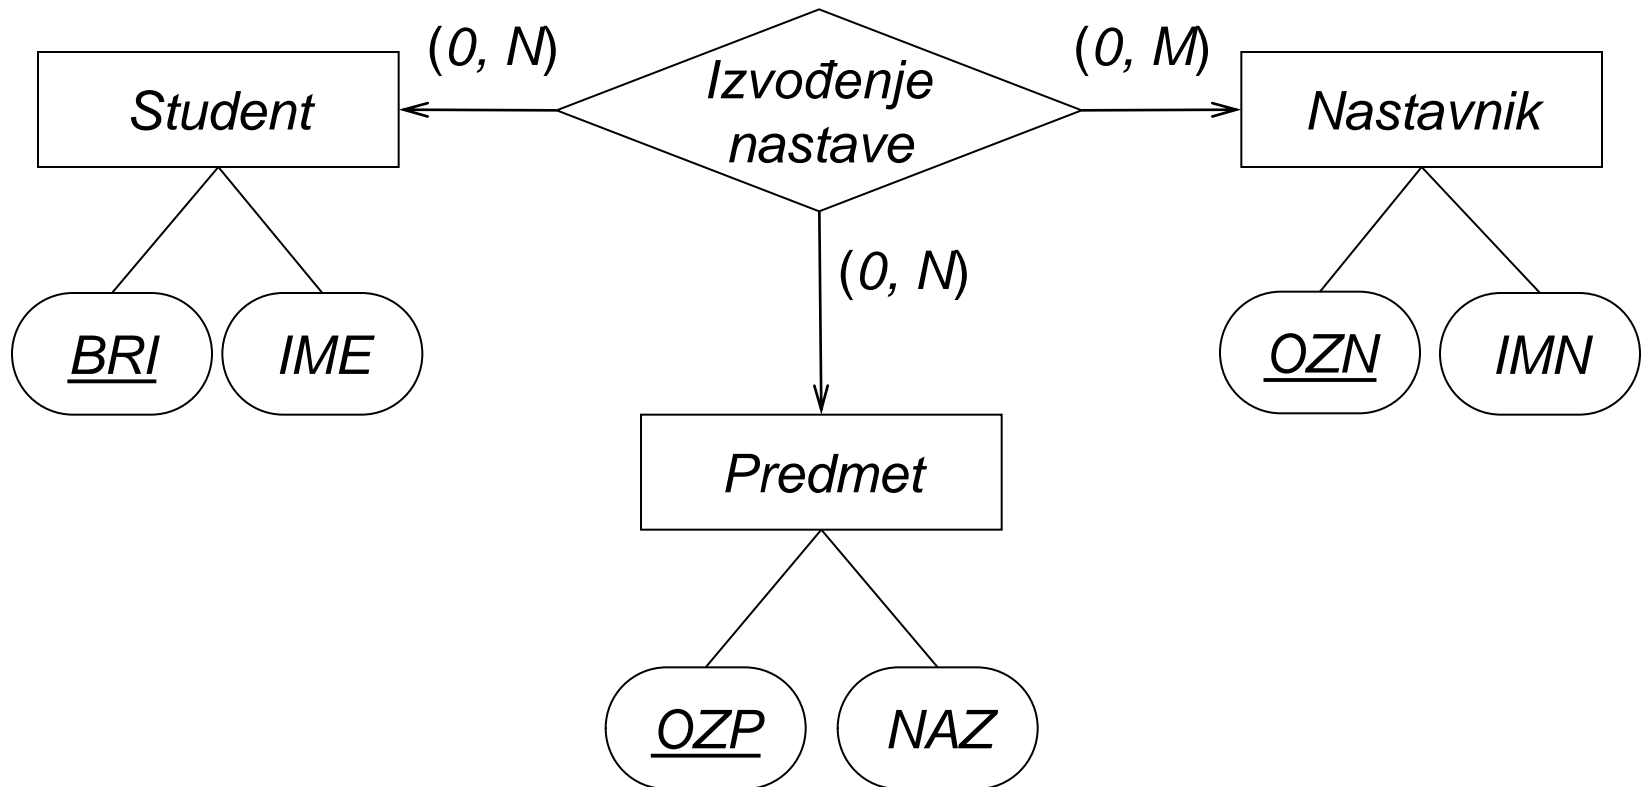 Student
(0, N)
Izvođenje
nastave
(0, M)
Nastavnik
(0, N)
BRI
IME
OZN
IMN
Predmet
OZP
NAZ